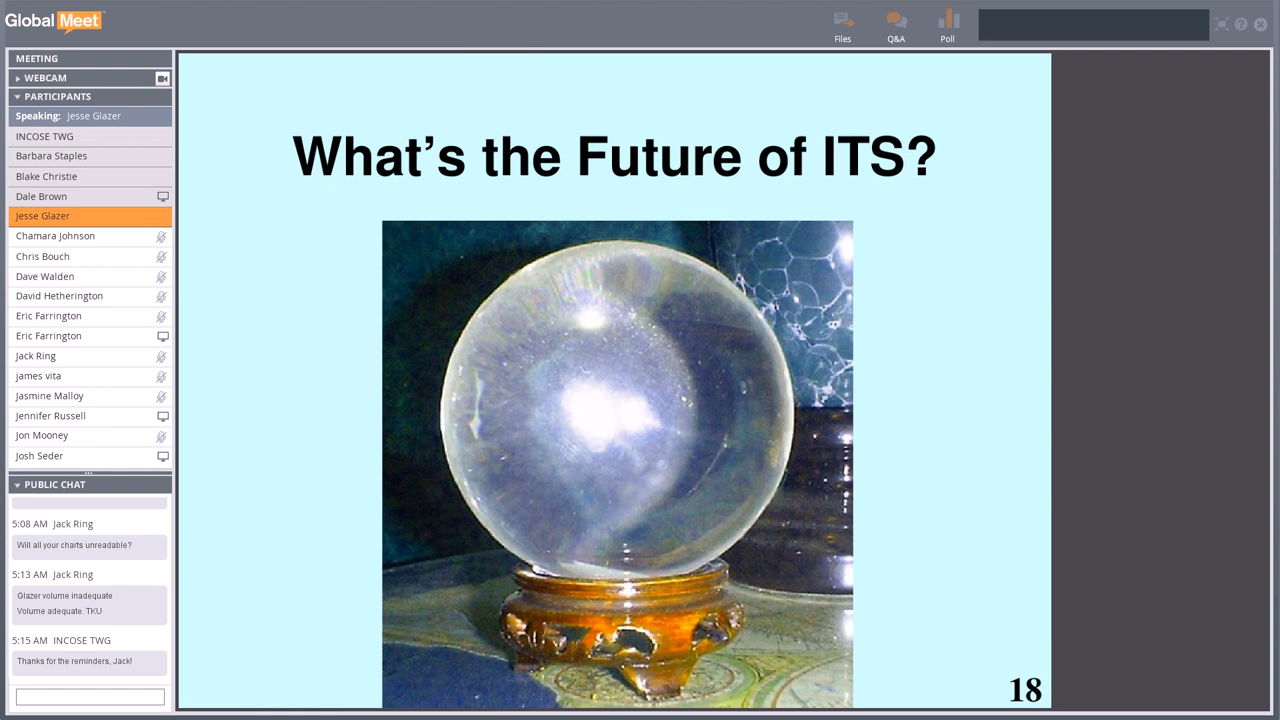 Global Meet
Files
Q&A
Poll
MEETING
WEBCAM
PARTICIPANTS
Speaking: Jesse Glazer
INCOSE TWG
Barbara Staples
Blake Christie
Dale Brown
Jesse Glazer
Chamara Johnson
Chris Bouch
Dave Walden
David Hetherington
Eric Farrington
Eric Farrington
Jack Ring
james vita
Jasmine Malloy
Jennifer Russell
Jon Mooney
Josh Seder
PUBLIC CHAT
5:08 AM Jack Ring
Will all your charts unreadable?
5:13 AM Jack Ring
Glazer volume inadequate
Volume adequate. TKU
5:15 AM INCOSE TWG
Thanks for the reminders, Jack!
What's the Future of ITS?
18